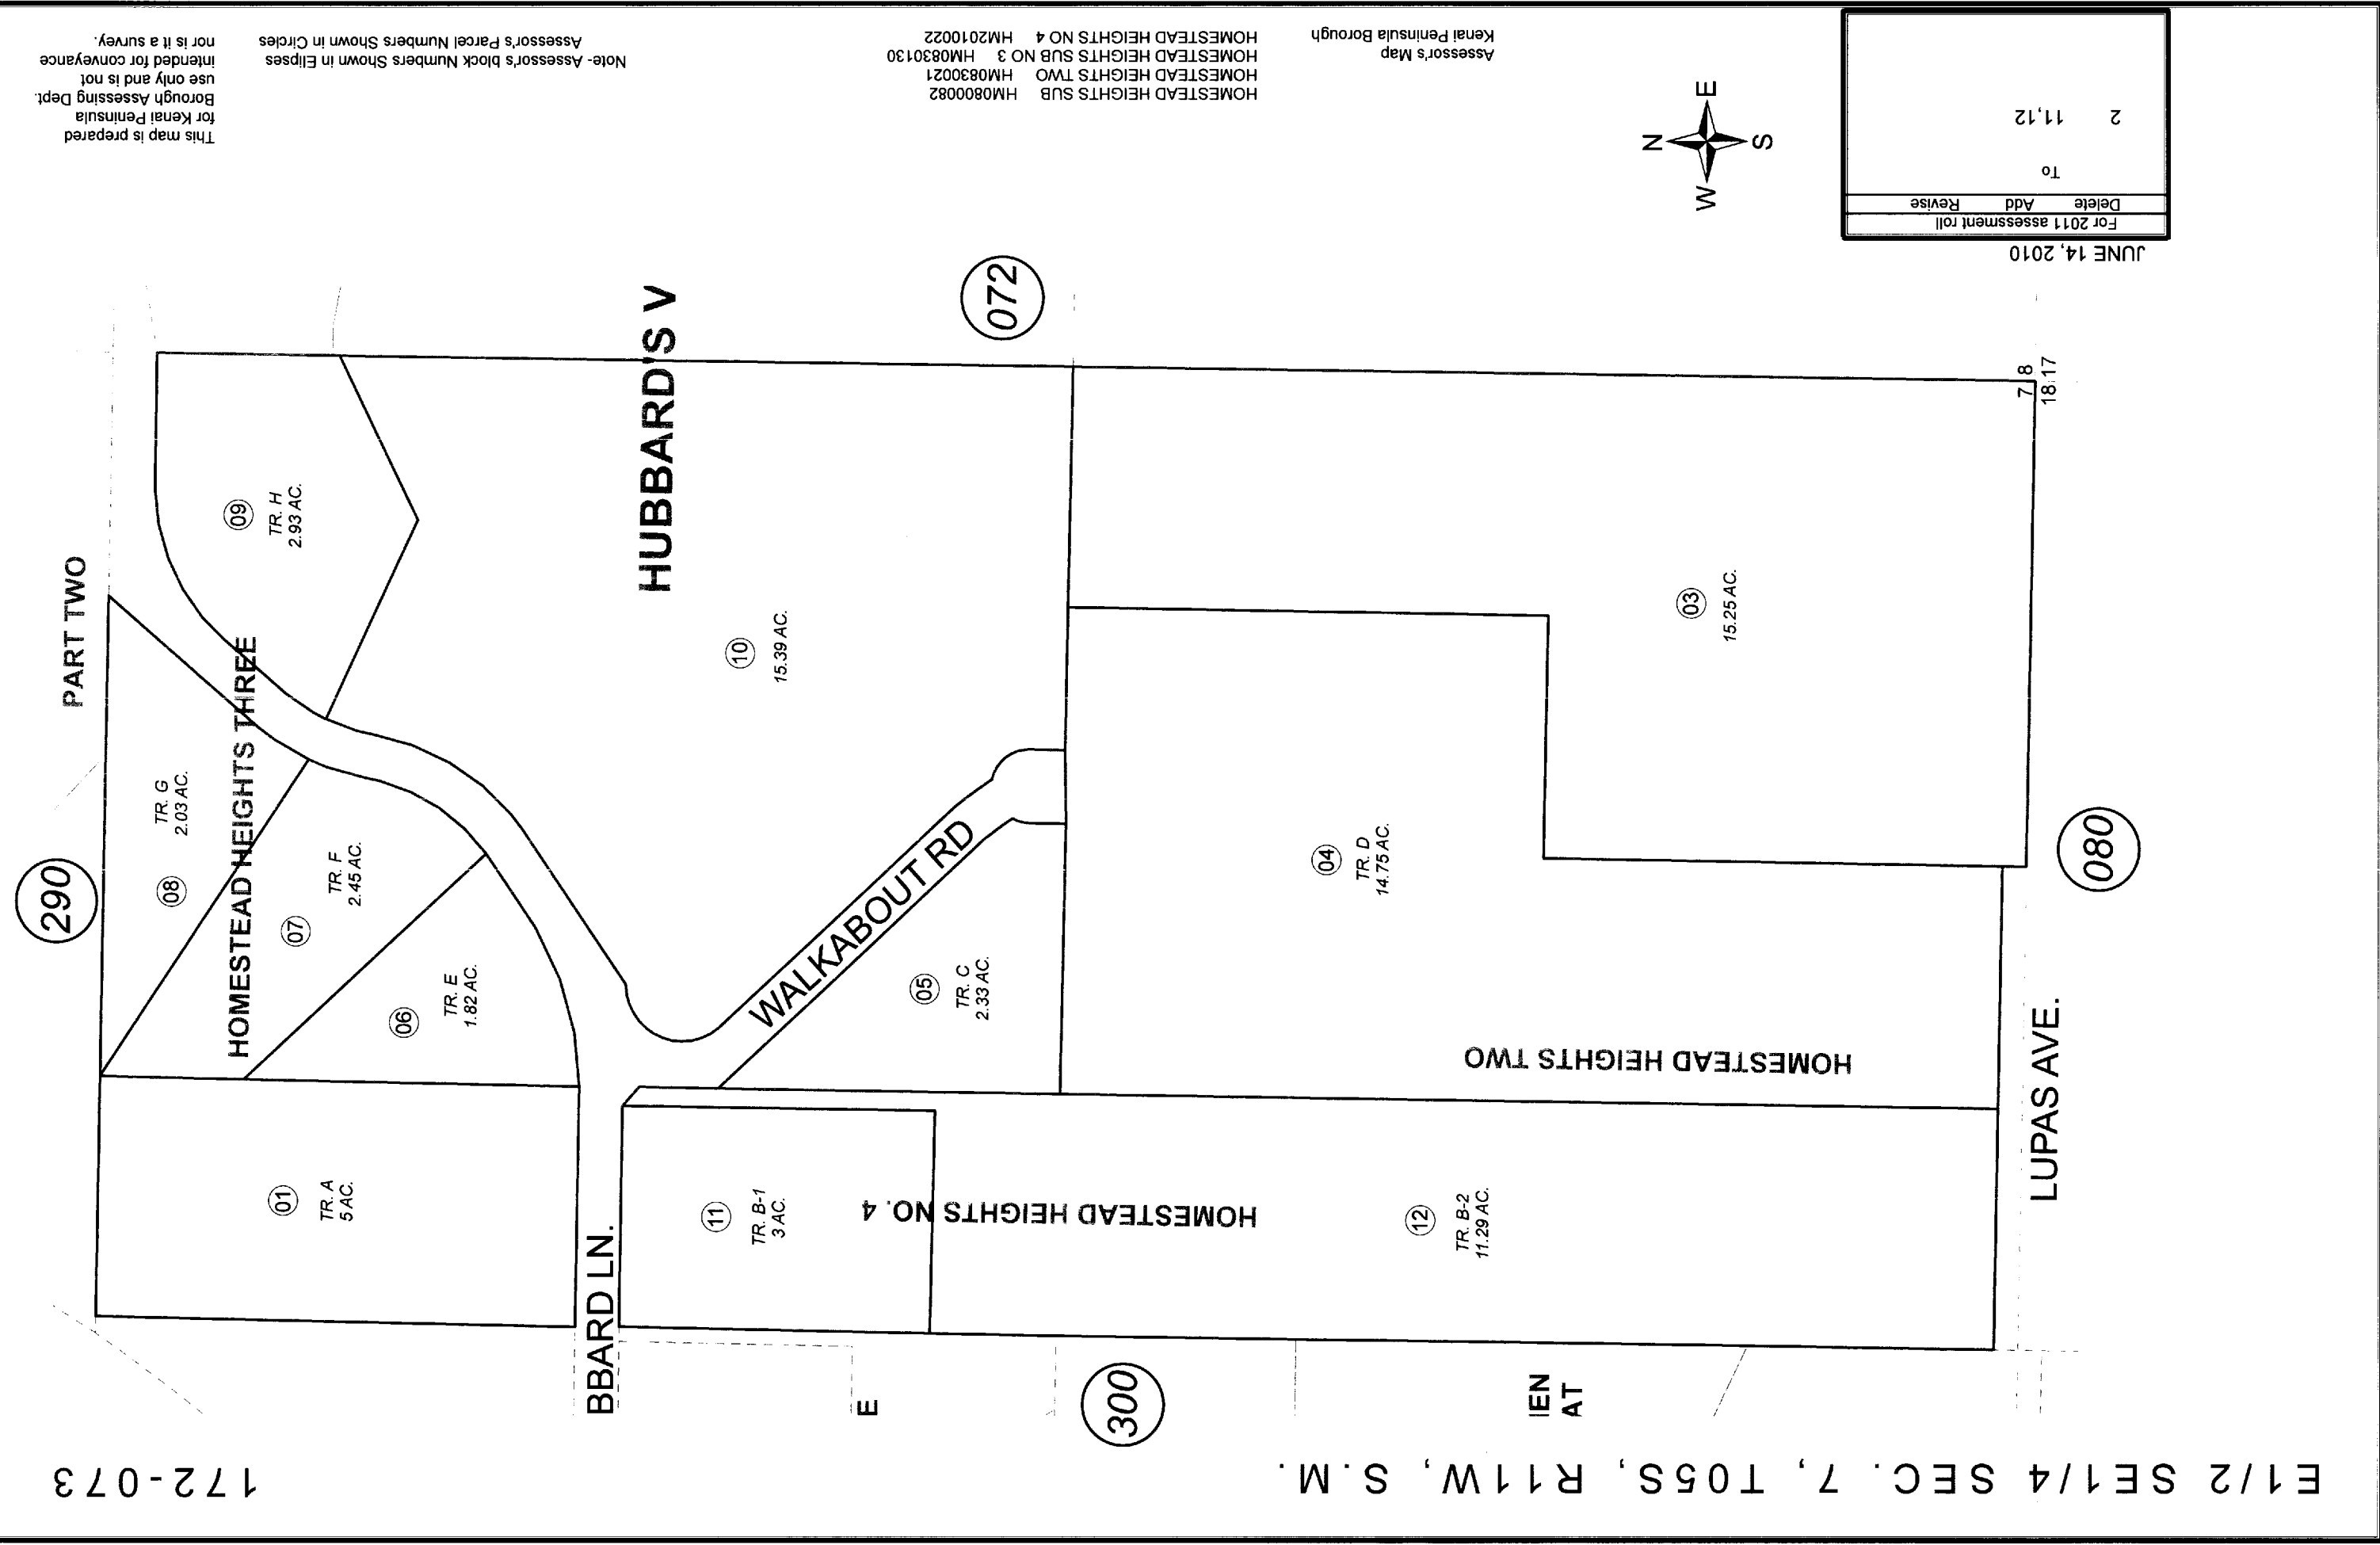 E1/2 SE1/4 SEC. 7, T05S, R11W, S.M.
172-073
IEN
AT
300
E
BBARD LN.
LUPAS AVE.
12
TR. B-2
11.29 AC.
HOMESTEAD HEIGHTS NO. 4
11
TR. B-1
3 AC.
01
TR. A
5 AC.
HOMESTEAD HEIGHTS TWO
080
04
TR. D
14.75 AC.
05
TR. C
2.33 AC.
WALKABOUT RD
06
TR. E
1.82 AC.
07
TR. F
2.45 AC.
08
TR. G
2.03 AC.
290
HOMESTEAD HEIGHTS THREE
PART TWO
03
15.25 AC.
10
15.39 AC.
HUBBARD'S V
09
TR. H
2.93 AC.
7 8
18 17
072
JUNE 14, 2010
For 2011 assessment roll
Delete Add Revise
To
2 11,12
N
E
S
W
Assessor's Map
Kenai Peninsula Borough
HOMESTEAD HEIGHTS SUB HM0800082
HOMESTEAD HEIGHTS TWO HM0830021
HOMESTEAD HEIGHTS SUB NO 3 HM0830130
HOMESTEAD HEIGHTS NO 4 HM2010022
Note- Assessor's block Numbers Shown in Elipses
Assessor's Parcel Numbers Shown in Circles
This map is prepared
for Kenai Peninsula
Borough Assessing Dept.
use only and is not
intended for conveyance
nor is it a survey.